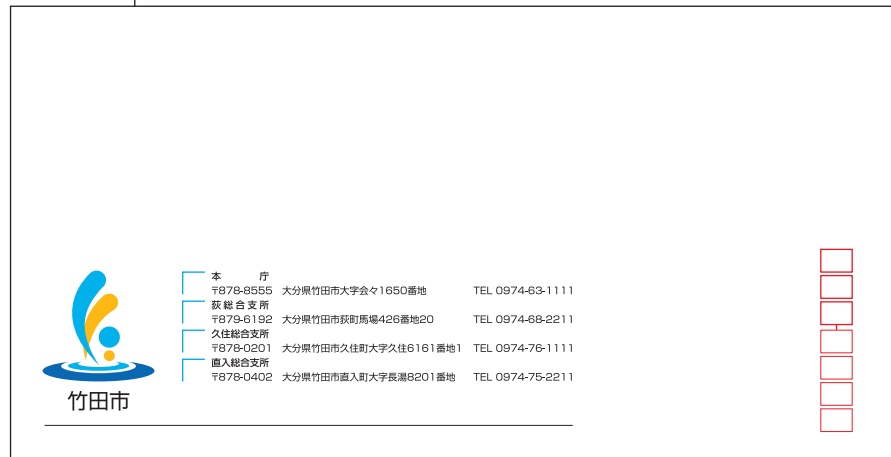 本庁
〒878-8555 大分県竹田市大字会々1650番地 TEL 0974-63-1111
荻総合支所
〒879-6192 大分県竹田市荻町馬場426番地20 TEL 0974-68-2211
久住総合支所
〒878-0201 大分県竹田市久住町大字久住6161番地1 TEL 0974-76-1111
直入総合支所
〒878-0402 大分県竹田市直入町大字長湯8201番地 TEL 0974-75-2211
竹田市